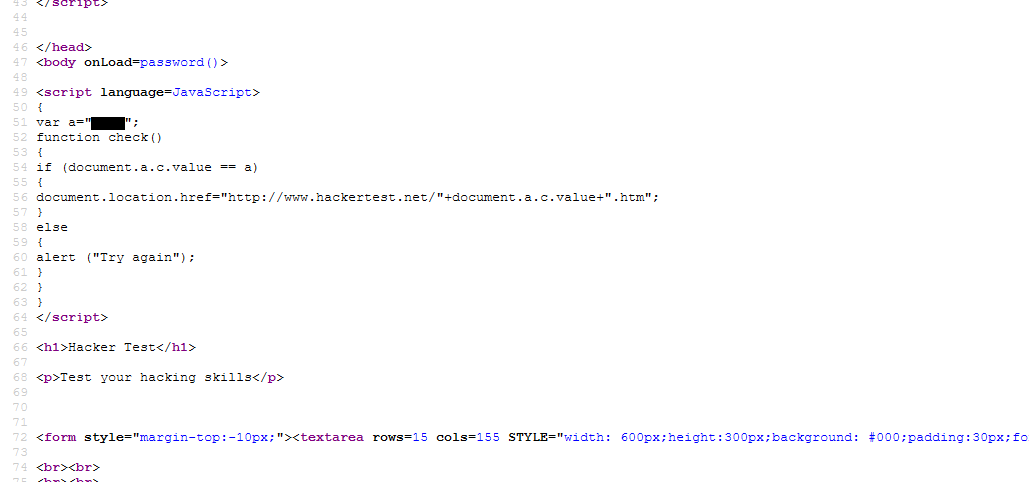 43 </script>
44
45
46 </head>
47 <body onLoad=password()>
48
49 <script language=JavaScript>
50 {
51 var a="";
52 function check()
53 {
54 if (document.a.c.value == a)
55 {
56 document.location.href="http://www.hackertest.net/"+document.a.c.value+".htm";
57 }
58 else
59 {
60 alert ("Try again");
61 }
62 }
63 }
64 </script>
65
66 <h1>Hacker Test</h1>
67
68 <p>Test your hacking skills</p>
69
70
71
72 <form style="margin-top:-10px;"><textarea rows=15 cols=155 STYLE="width: 600px;height:300px;background: #000;padding:30px;fo
73
74 <br><br>
75 <br><br>